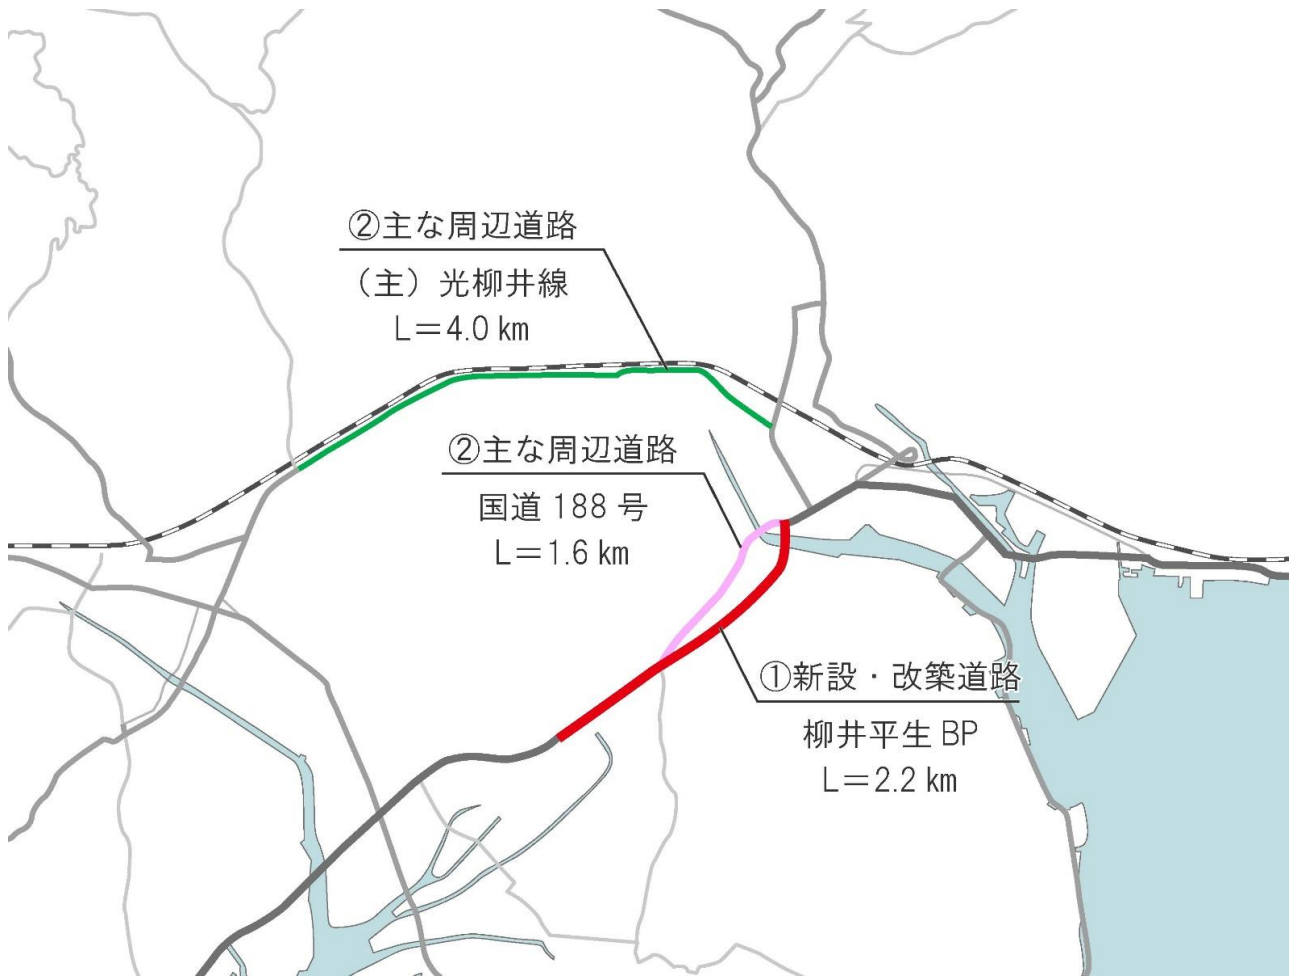 ②主な周辺道路
（主）光柳井線
L＝4.0 km
②主な周辺道路
国道 188 号
L＝1.6 km
①新設・改築道路
柳井平生 BP
L＝2.2 km